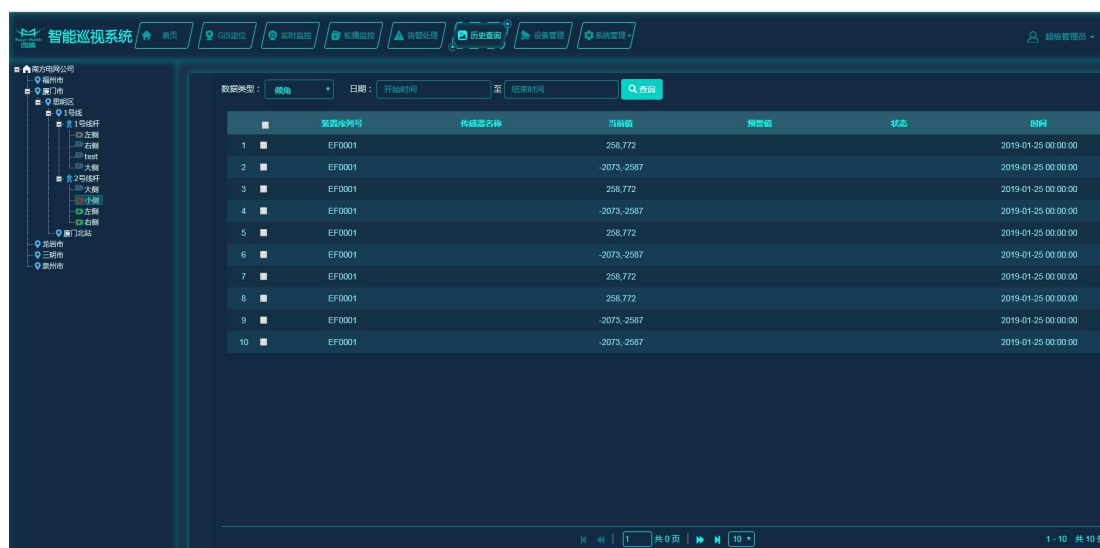 智能巡视系统 首页 GIS定位 实时监控 轮播监控 告警处理 历史查询 设备管理 系统管理 超级管理员
Four-Faith
南方电网公司
福州市
厦门市
思明区
1号线
1号线杆
左侧
右侧
test
大侧
2号线杆
大侧
小侧
左侧
右侧
厦门北站
龙岩市
三明市
泉州市
数据类型： 倾角 日期： 开始时间 至 结束时间 查询
装置序列号 传感器名称 当前值 预警值 状态 时间
1 EF0001 258,772 2019-01-25 00:00:00
2 EF0001 -2073,-2587 2019-01-25 00:00:00
3 EF0001 258,772 2019-01-25 00:00:00
4 EF0001 -2073,-2587 2019-01-25 00:00:00
5 EF0001 258,772 2019-01-25 00:00:00
6 EF0001 -2073,-2587 2019-01-25 00:00:00
7 EF0001 258,772 2019-01-25 00:00:00
8 EF0001 258,772 2019-01-25 00:00:00
9 EF0001 -2073,-2587 2019-01-25 00:00:00
10 EF0001 -2073,-2587 2019-01-25 00:00:00
1 共0页 10 1 - 10 共10